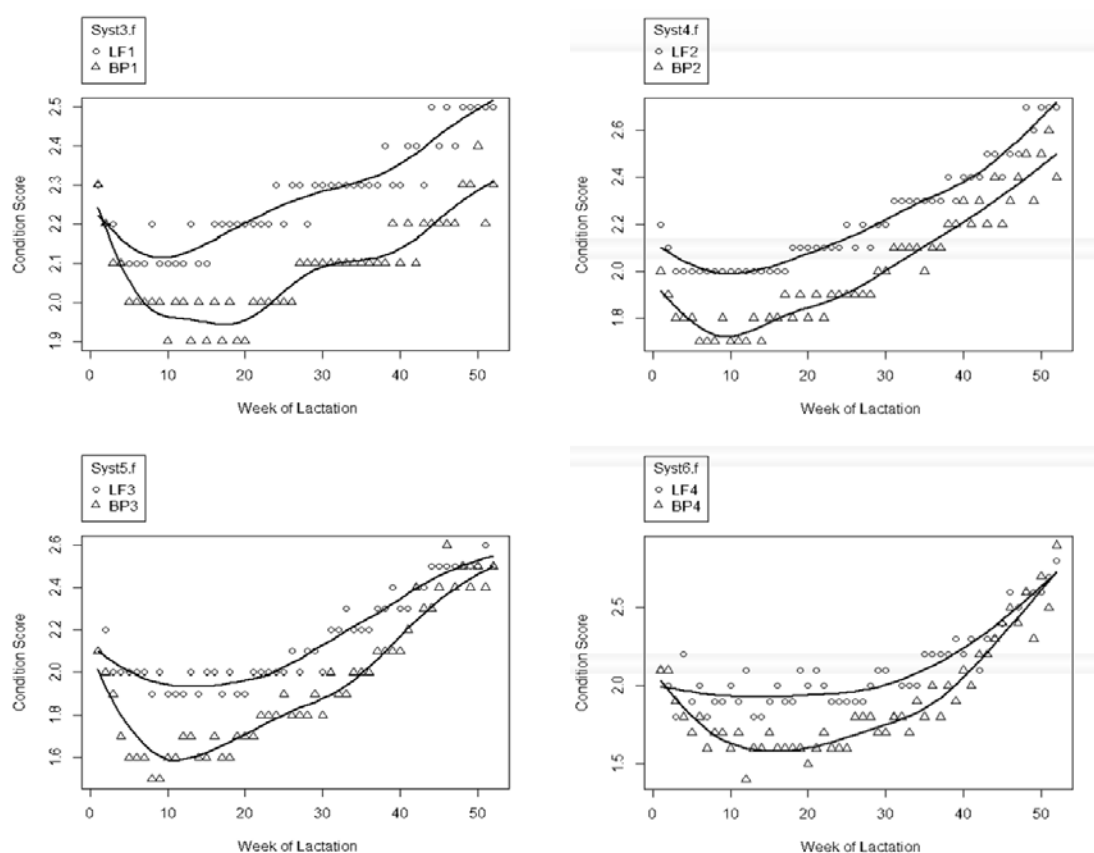 Syst3.f
○ LF1
△ BP1
Condition Score
2.5
2.4
2.3
2.2
2.1
2.0
1.9
0 10 20 30 40 50
Week of Lactation
Syst4.f
○ LF2
△ BP2
Condition Score
2.6
2.4
2.2
2.0
1.8
0 10 20 30 40 50
Week of Lactation
Syst5.f
○ LF3
△ BP3
Condition Score
2.6
2.4
2.2
2.0
1.8
1.6
0 10 20 30 40 50
Week of Lactation
Syst6.f
○ LF4
△ BP4
Condition Score
2.5
2.0
1.5
0 10 20 30 40 50
Week of Lactation